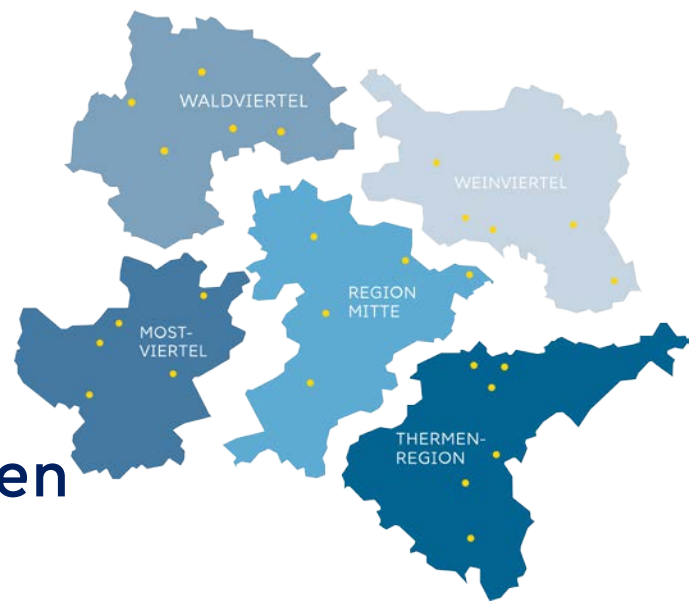 WALDVIERTEL
WEINVIERTEL
REGION
MITTE
MOST-
VIERTEL
THERMEN-
REGION
en